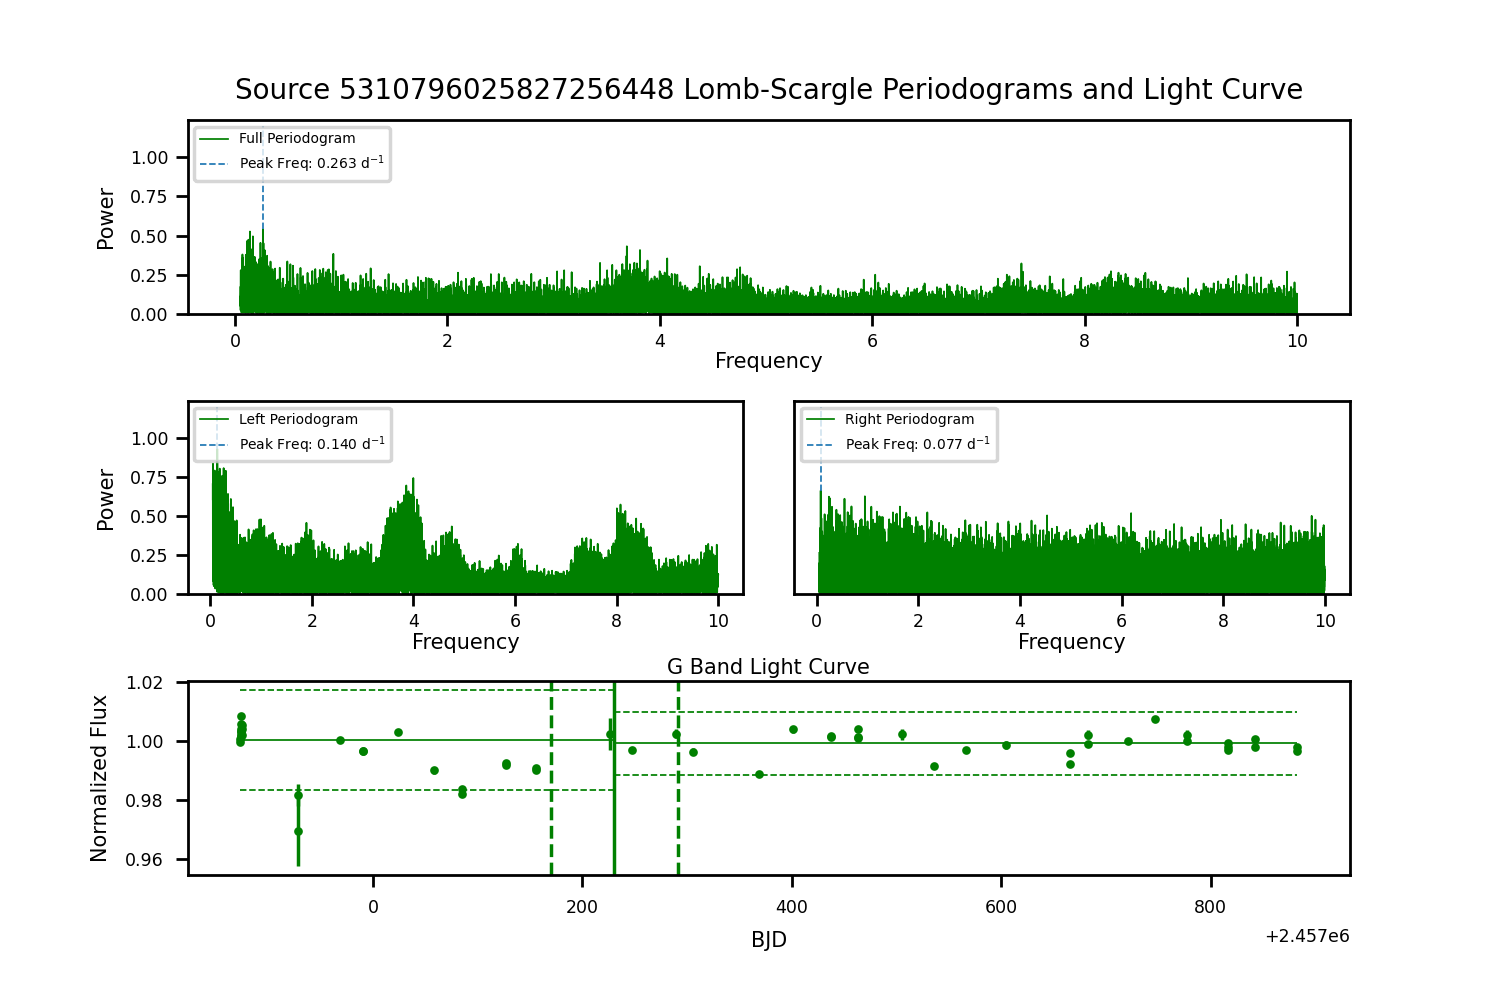 Source 5310796025827256448 Lomb-Scargle Periodograms and Light Curve
Full Periodogram
Peak Freq: 0.263 d⁻¹
Power
1.00
0.75
0.50
0.25
0.00
0 2 4 6 8 10
Frequency
Left Periodogram
Peak Freq: 0.140 d⁻¹
Power
1.00
0.75
0.50
0.25
0.00
0 2 4 6 8 10
Frequency
Right Periodogram
Peak Freq: 0.077 d⁻¹
0 2 4 6 8 10
Frequency
G Band Light Curve
Normalized Flux
1.02
1.00
0.98
0.96
0 200 400 600 800
BJD
+2.457e6